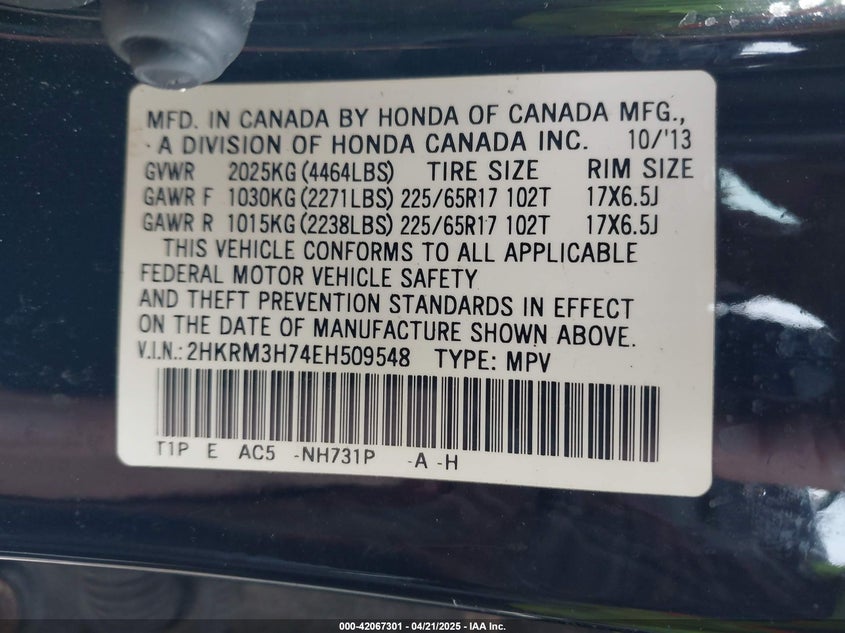 MFD. IN CANADA BY HONDA OF CANADA MFG.,
A DIVISION OF HONDA CANADA INC. 10/'13
GVWR 2025KG (4464LBS) TIRE SIZE RIM SIZE
GAWR F 1030KG (2271LBS) 225/65R17 102T 17X6.5J
GAWR R 1015KG (2238LBS) 225/65R17 102T 17X6.5J
THIS VEHICLE CONFORMS TO ALL APPLICABLE
FEDERAL MOTOR VEHICLE SAFETY
AND THEFT PREVENTION STANDARDS IN EFFECT
ON THE DATE OF MANUFACTURE SHOWN ABOVE.
V.I.N.: 2HKRM3H74EH509548 TYPE: MPV
T1P E AC5 -NH731P -A -H
000-42067301 - 04/21/2025 - IAA Inc.